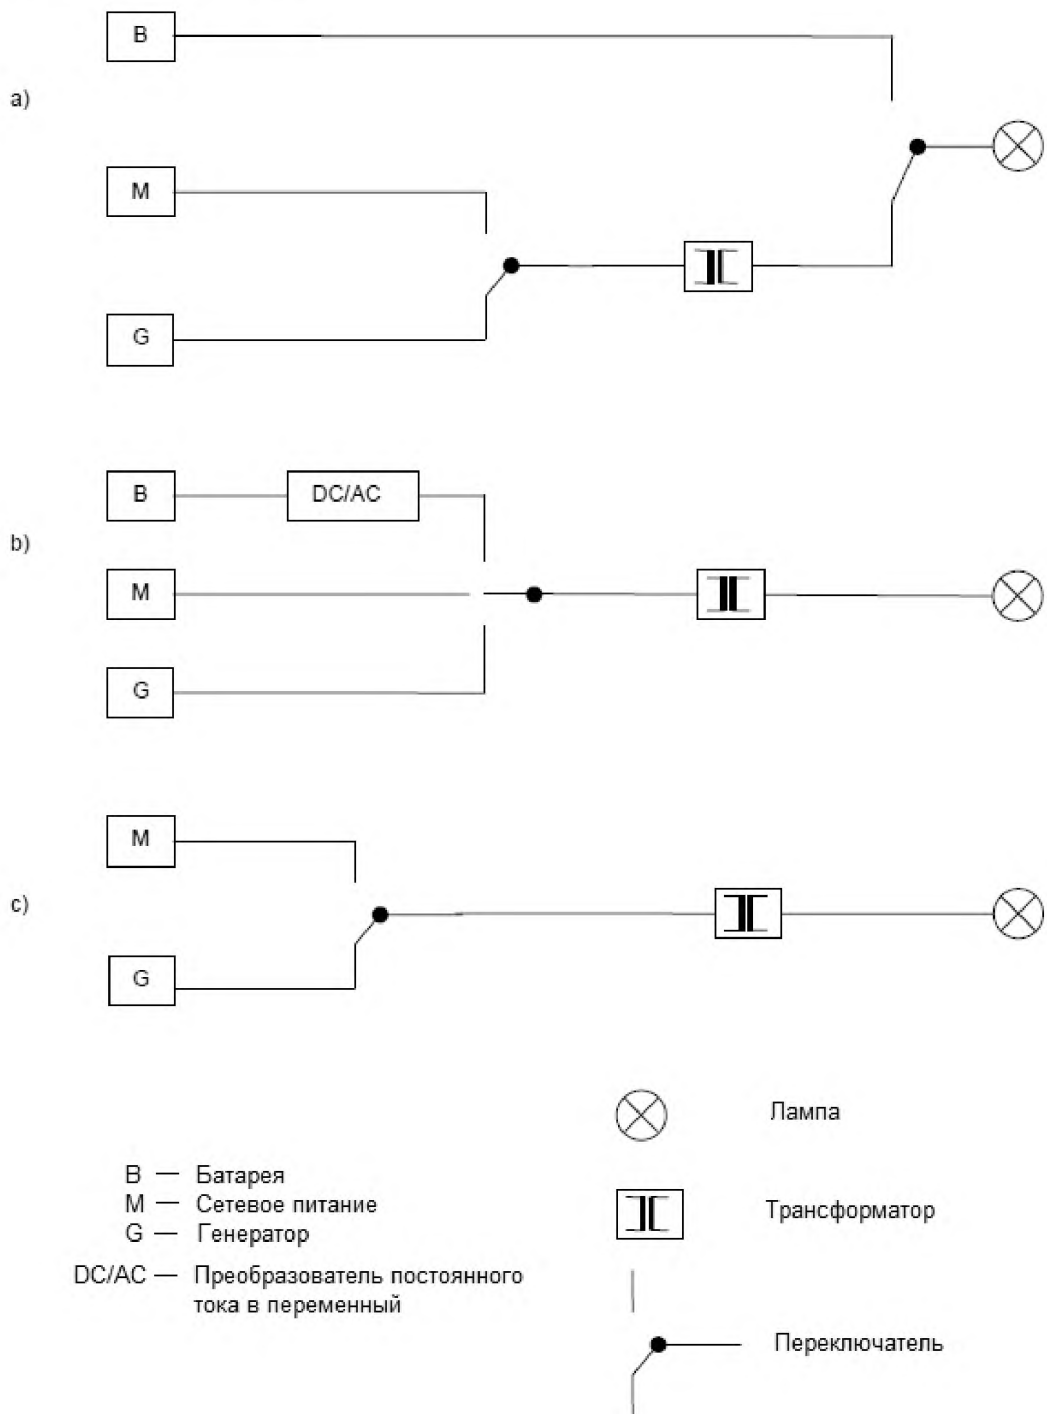 B
a)
M
G
B DC/AC
b)
M
G
M
c)
G
Лампа
B — Батарея
M — Сетевое питание
G — Генератор
Трансформатор
DC/AC — Преобразователь постоянного
тока в переменный
Переключатель